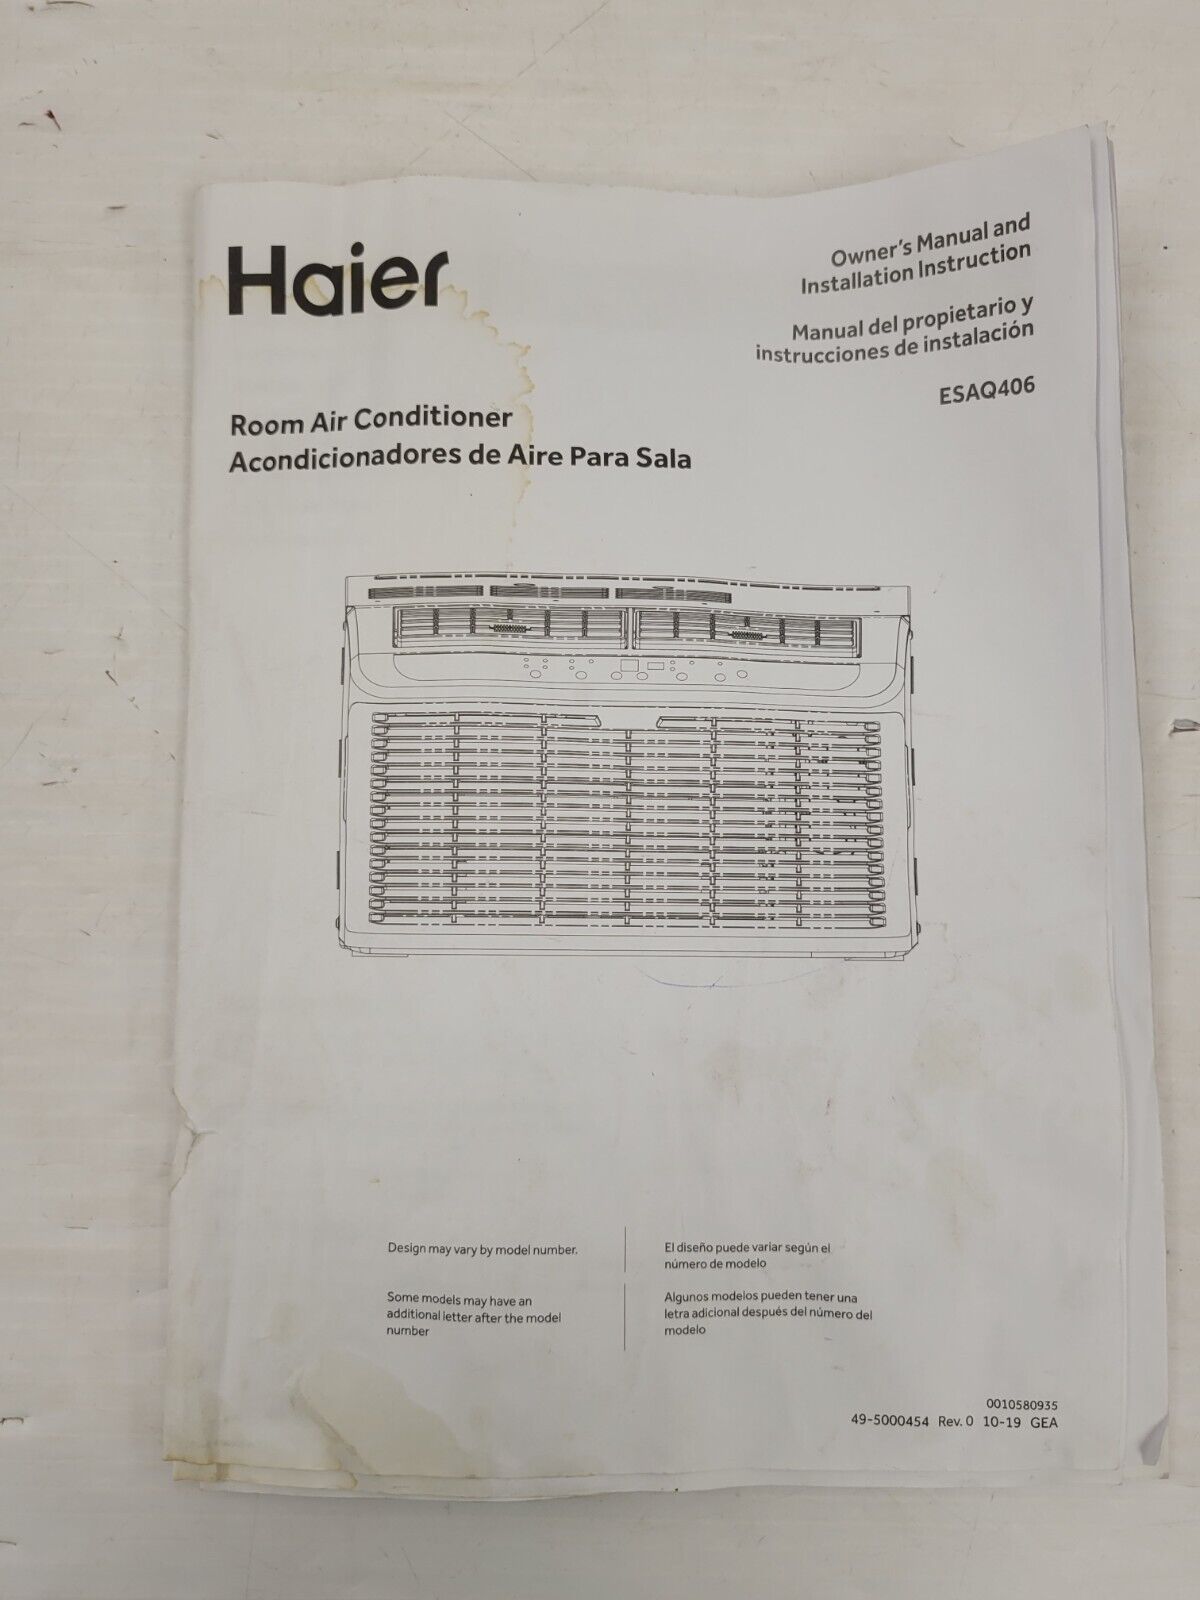 Haier
Owner's Manual and
Installation Instruction
Manual del propietario y
instrucciones de instalación
ESAQ406
Room Air Conditioner
Acondicionadores de Aire Para Sala
Design may vary by model number.
Some models may have an
additional letter after the model
number
El diseño puede variar según el
número de modelo
Algunos modelos pueden tener una
letra adicional después del número del
modelo
0010580935
49-5000454 Rev. 0 10-19 GEA